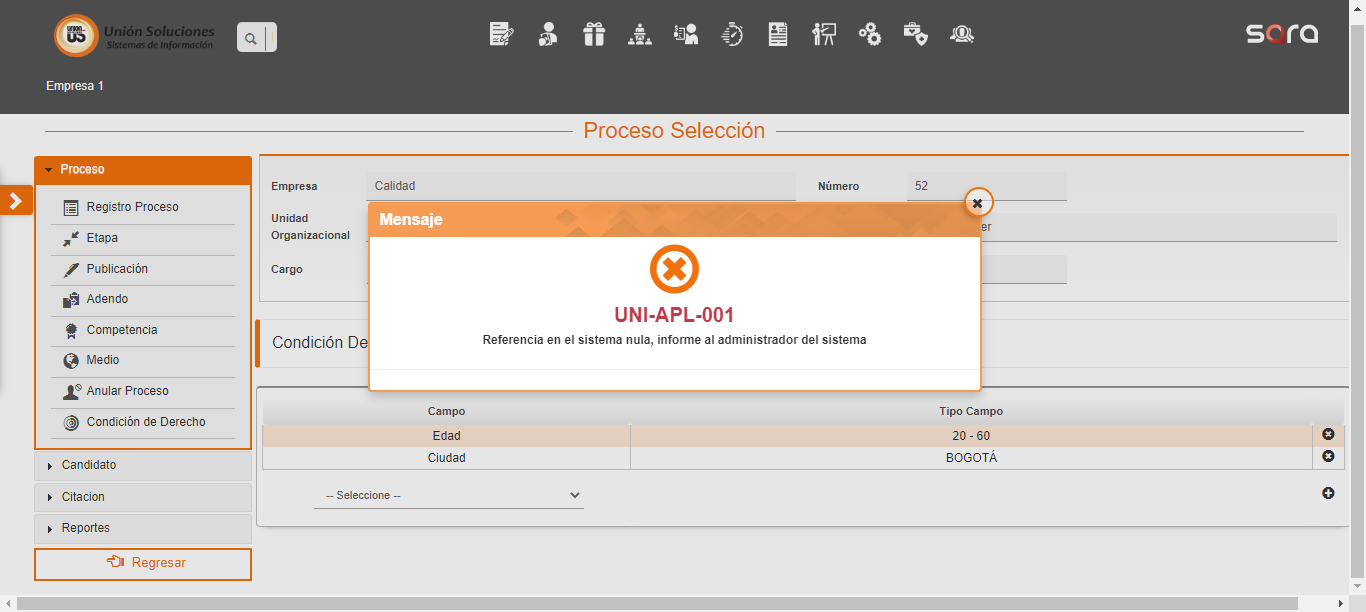 UNION
US
Unión Soluciones
Sistemas de Información
sara
Empresa 1
Proceso Selección
Proceso
Registro Proceso
Etapa
Publicación
Adendo
Competencia
Medio
Anular Proceso
Condición de Derecho
Candidato
Citacion
Reportes
Regresar
Empresa Calidad Número 52
Unidad
Organizacional
er
Cargo
Mensaje
UNI-APL-001
Referencia en el sistema nula, informe al administrador del sistema
Condición De
Campo Tipo Campo
Edad 20 - 60
Ciudad BOGOTÁ
-- Seleccione --